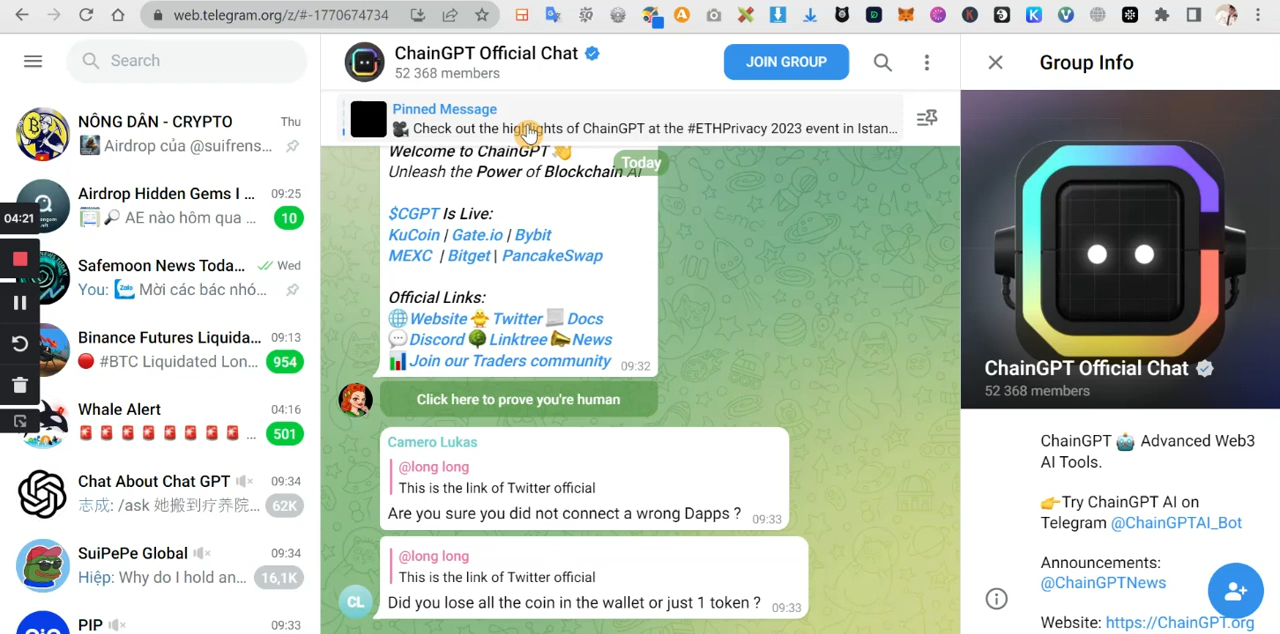 web.telegram.org/z/#-1770674734
Search
NÔNG DÂN - CRYPTO Thu
Airdrop của @suifrens...
Airdrop Hidden Gems I ... 09:25
AE nào hôm qua ... 10
04:21
Safemoon News Toda... Wed
You: Zalo Mời các bác nhó...
Binance Futures Liquida... 09:13
#BTC Liquidated Lon... 954
Whale Alert 04:16
... 501
Chat About Chat GPT 09:34
志成: /ask 她搬到疗养院... 62K
SuiPePe Global 09:34
Hiệp: Why do I hold an... 16,1K
PIP 09:33
ChainGPT Official Chat
52 368 members
JOIN GROUP
Pinned Message
Check out the highlights of ChainGPT at the #ETHPrivacy 2023 event in Istan...
Today
Welcome to ChainGPT
Unleash the Power of Blockchain AI
$CGPT Is Live:
KuCoin | Gate.io | Bybit
MEXC | Bitget | PancakeSwap
Official Links:
Website Twitter Docs
Discord Linktree News
Join our Traders community 09:32
Click here to prove you're human
Camero Lukas
@long long
This is the link of Twitter official
Are you sure you did not connect a wrong Dapps ? 09:33
@long long
This is the link of Twitter official
CL
Did you lose all the coin in the wallet or just 1 token ? 09:33
Group Info
ChainGPT Official Chat
52 368 members
ChainGPT Advanced Web3
AI Tools.
Try ChainGPT AI on
Telegram @ChainGPTAI_Bot
Announcements:
@ChainGPTNews
Website: https://ChainGPT.org